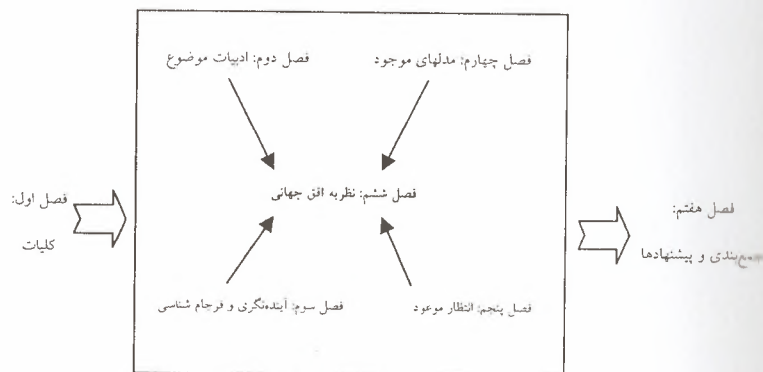 فصل چهارم: مدلهای موجود
فصل دوم: ادبیات موضوع
فصل ششم: نظریه افق جهانی
فصل اول:
کلیات
فصل هفتم:
و پیشنهادها
فصل پنجم: انتظار موعود
فصل سوم: آینده‌نگری و فرجام شناسی